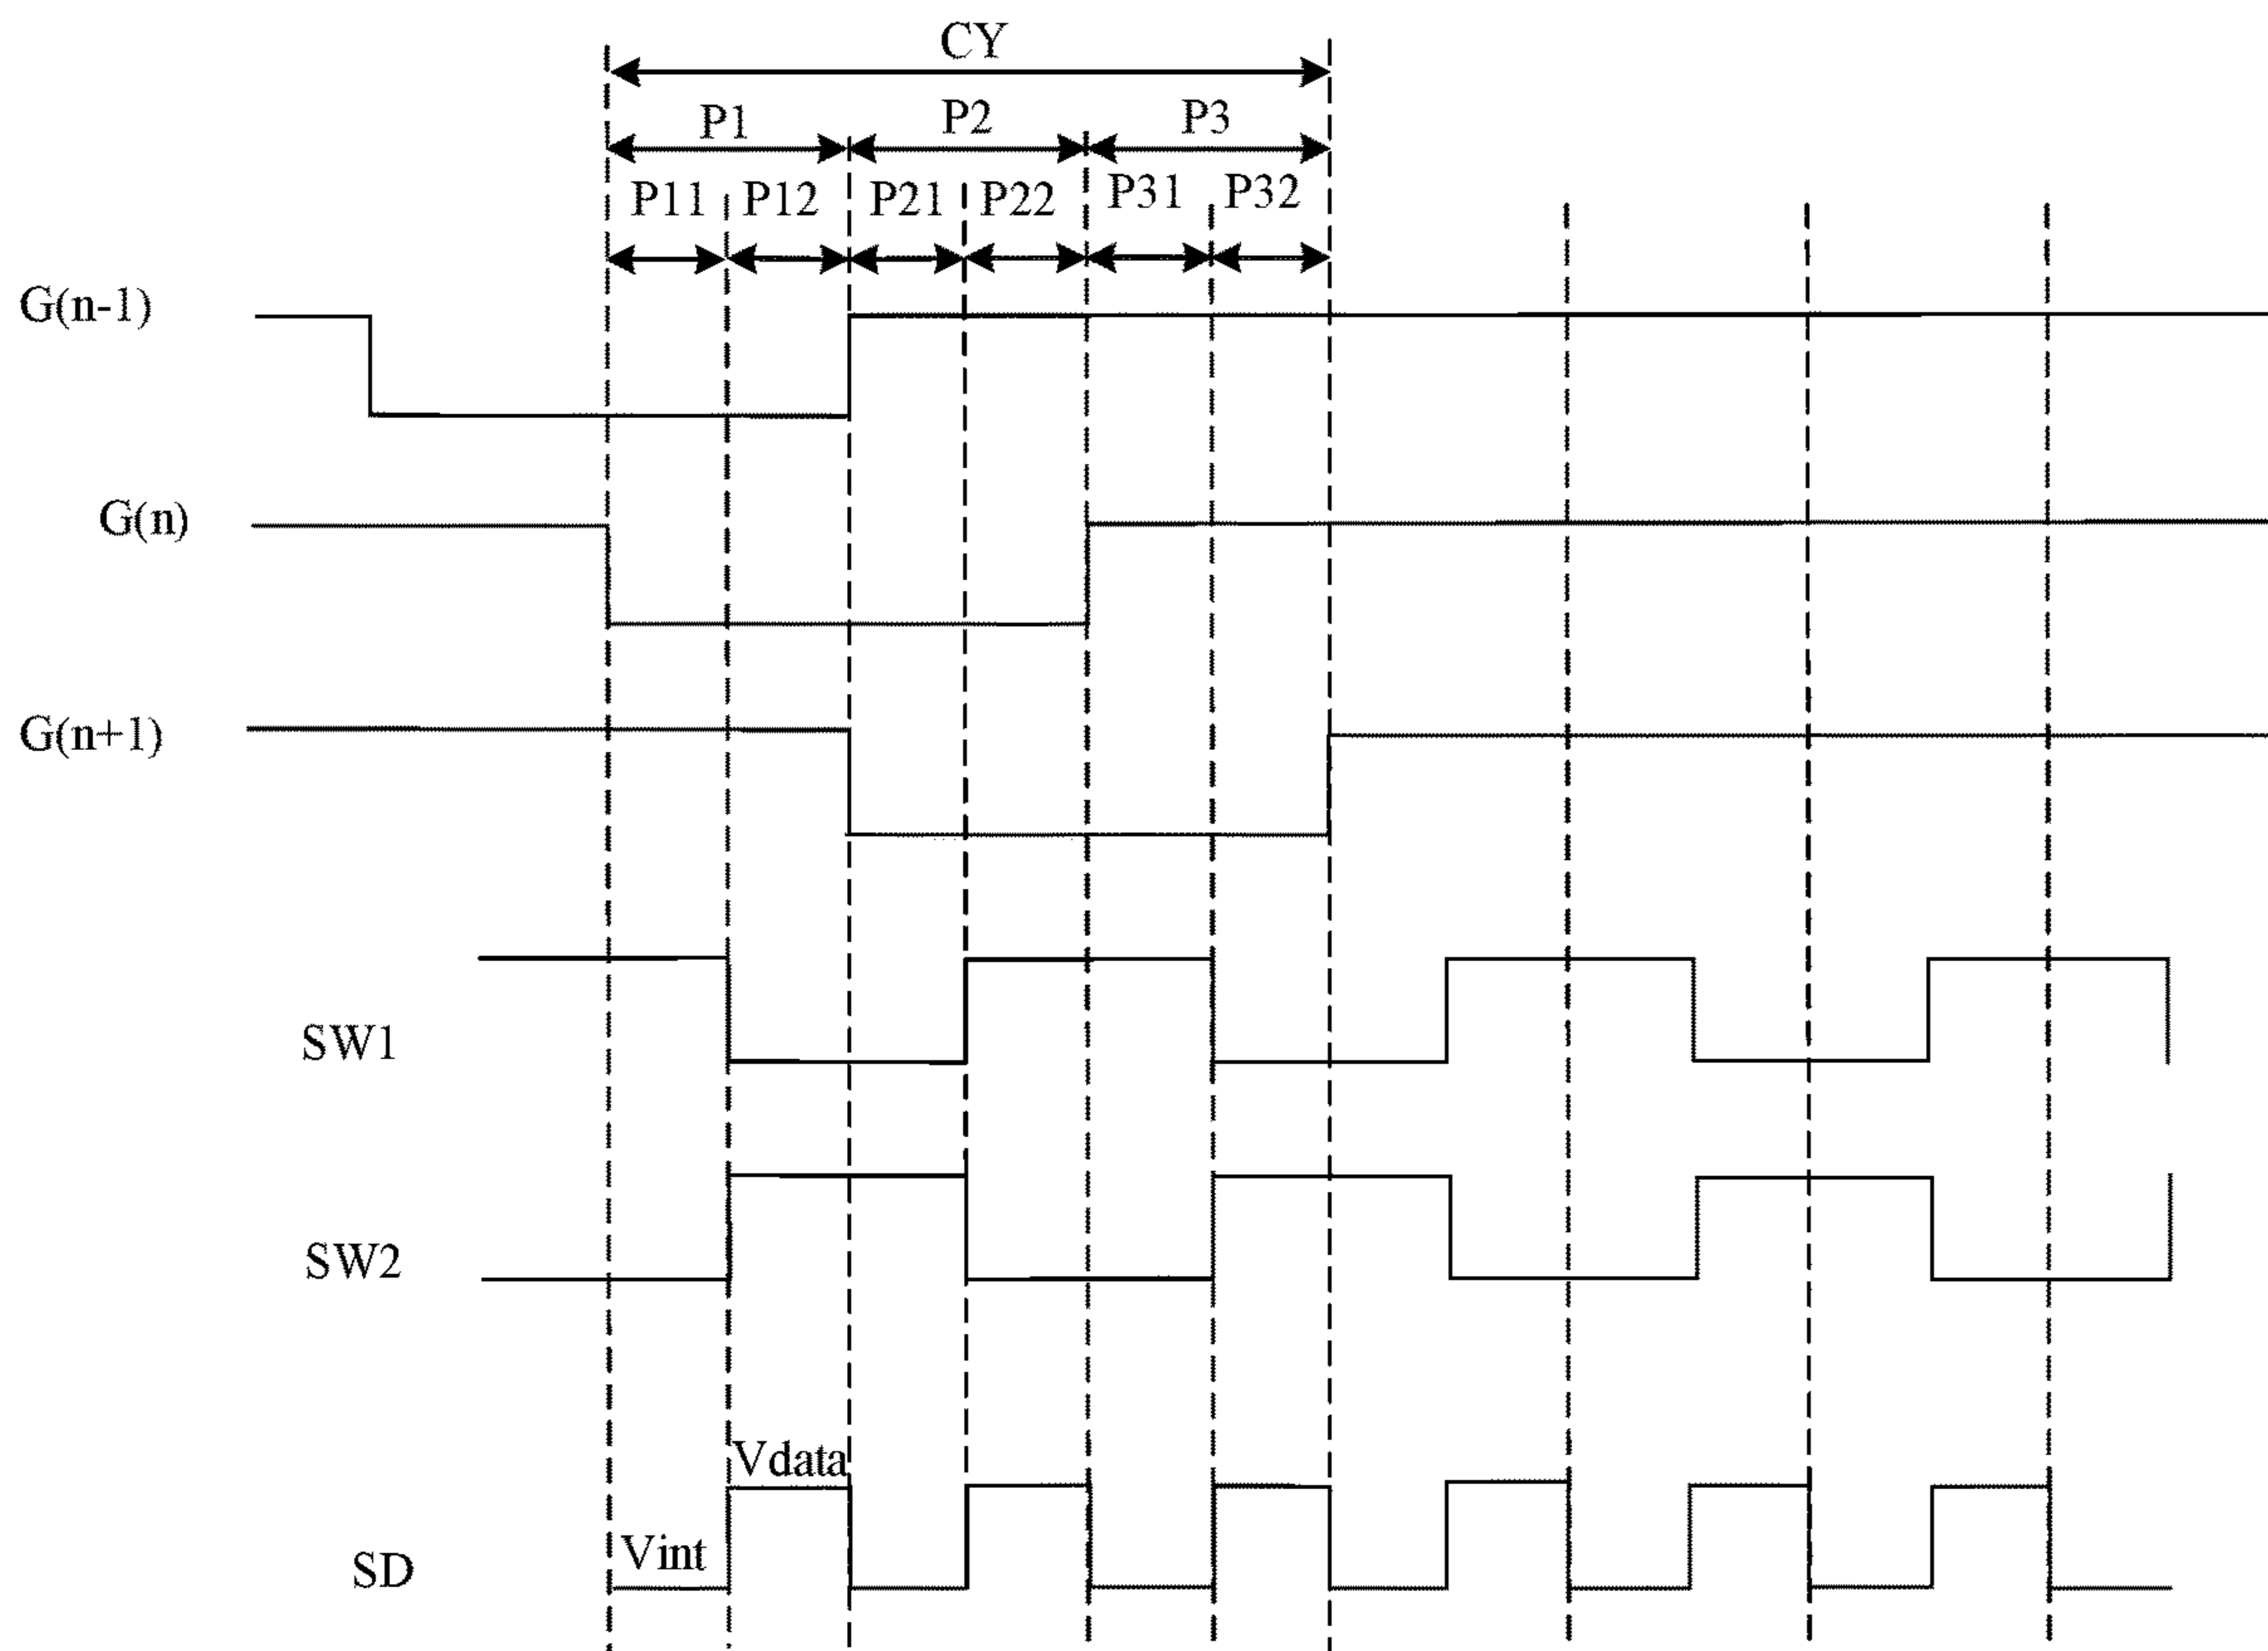 CY
P1 P2 P3
P11 P12 P21 P22 P31 P32
G(n-1)
G(n)
G(n+1)
SW1
SW2
Vdata
Vint
SD